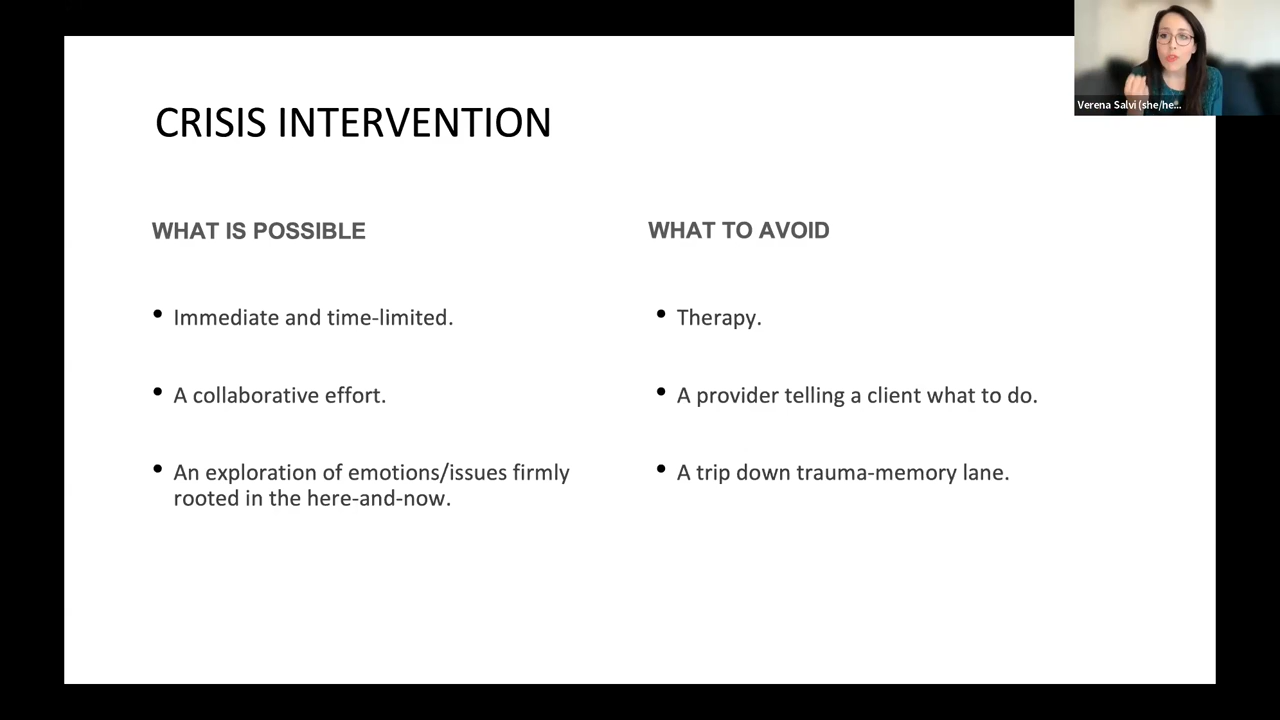 Verena Salvi (she/he...
CRISIS INTERVENTION
WHAT IS POSSIBLE
• Immediate and time-limited.
• A collaborative effort.
• An exploration of emotions/issues firmly
rooted in the here-and-now.
WHAT TO AVOID
• Therapy.
• A provider telling a client what to do.
• A trip down trauma-memory lane.